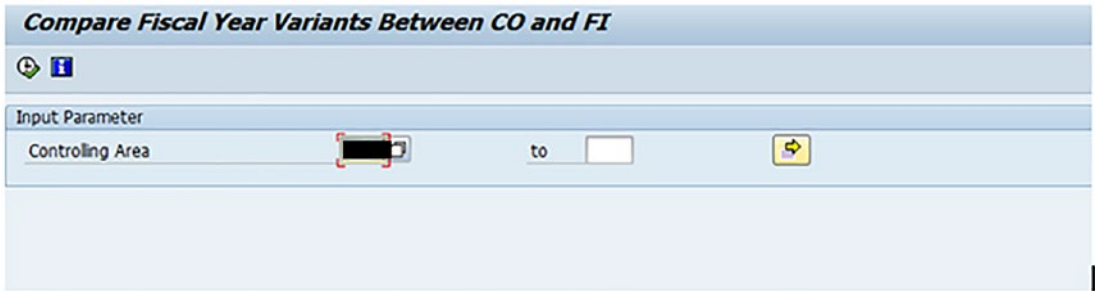 Compare Fiscal Year Variants Between CO and FI
Input Parameter
Controlling Area to